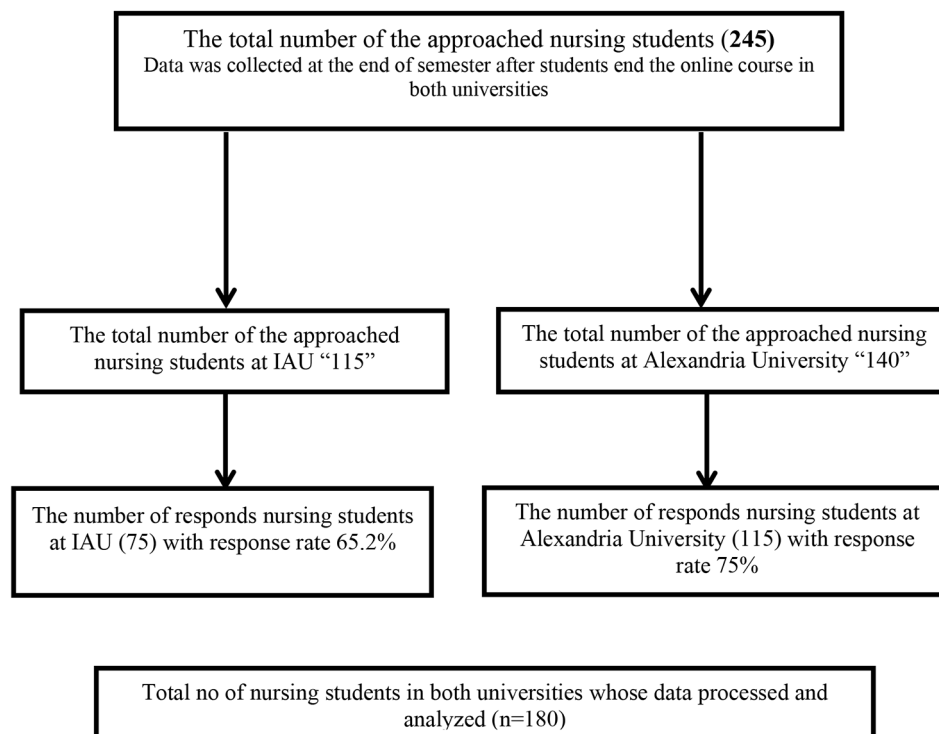 The total number of the approached nursing students (245)
Data was collected at the end of semester after students end the online course in
both universities
The total number of the approached
nursing students at IAU “115”
The total number of the approached nursing
students at Alexandria University “140”
The number of responds nursing students
at IAU (75) with response rate 65.2%
The number of responds nursing students at
Alexandria University (115) with response
rate 75%
Total no of nursing students in both universities whose data processed and
analyzed (n=180)